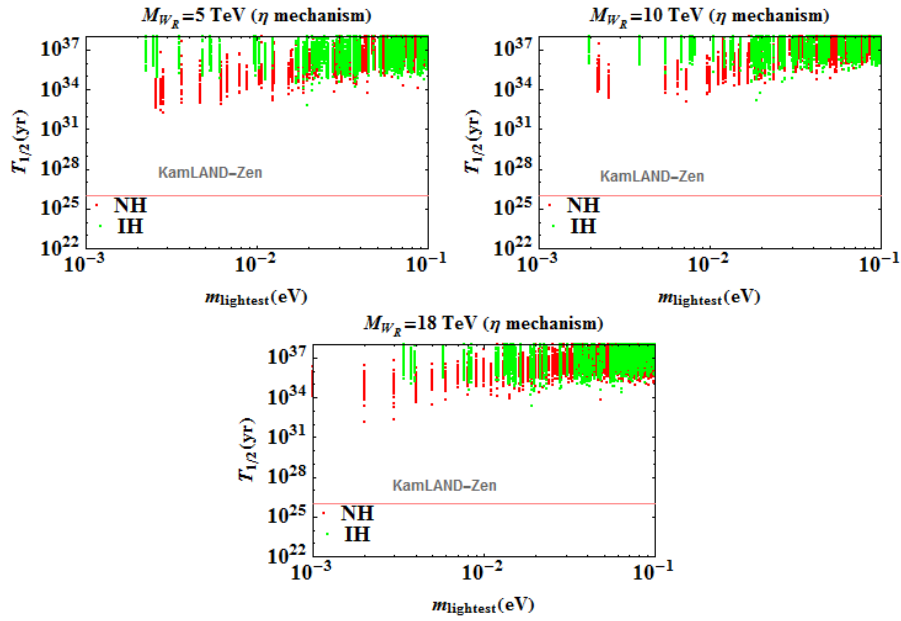 M_{W_R}=5 TeV (η mechanism)
T_{1/2}(yr)
10^37
10^34
10^31
10^28
10^25
10^22
KamLAND-Zen
NH
IH
10^-3 10^-2 10^-1
m_lightest(eV)
M_{W_R}=10 TeV (η mechanism)
T_{1/2}(yr)
10^37
10^34
10^31
10^28
10^25
10^22
KamLAND-Zen
NH
IH
10^-3 10^-2 10^-1
m_lightest(eV)
M_{W_R}=18 TeV (η mechanism)
T_{1/2}(yr)
10^37
10^34
10^31
10^28
10^25
10^22
KamLAND-Zen
NH
IH
10^-3 10^-2 10^-1
m_lightest(eV)